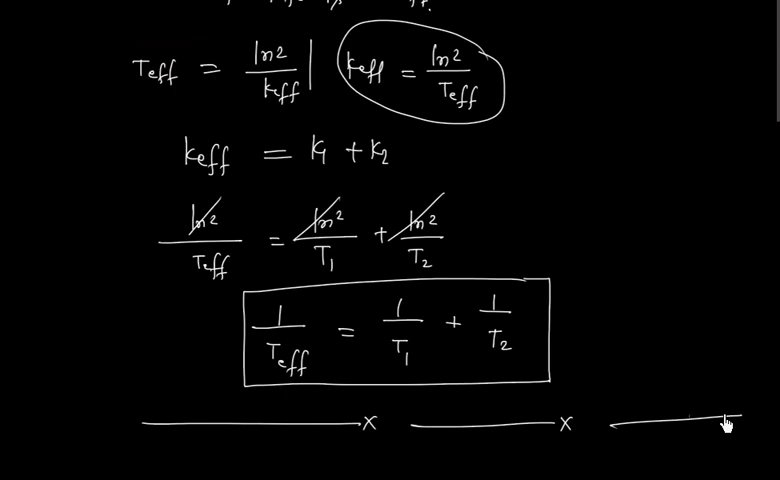 Teff = ln2/keff | keff = ln2/Teff
keff = k1 + k2
ln2/Teff = ln2/T1 + ln2/T2
1/Teff = 1/T1 + 1/T2
x x